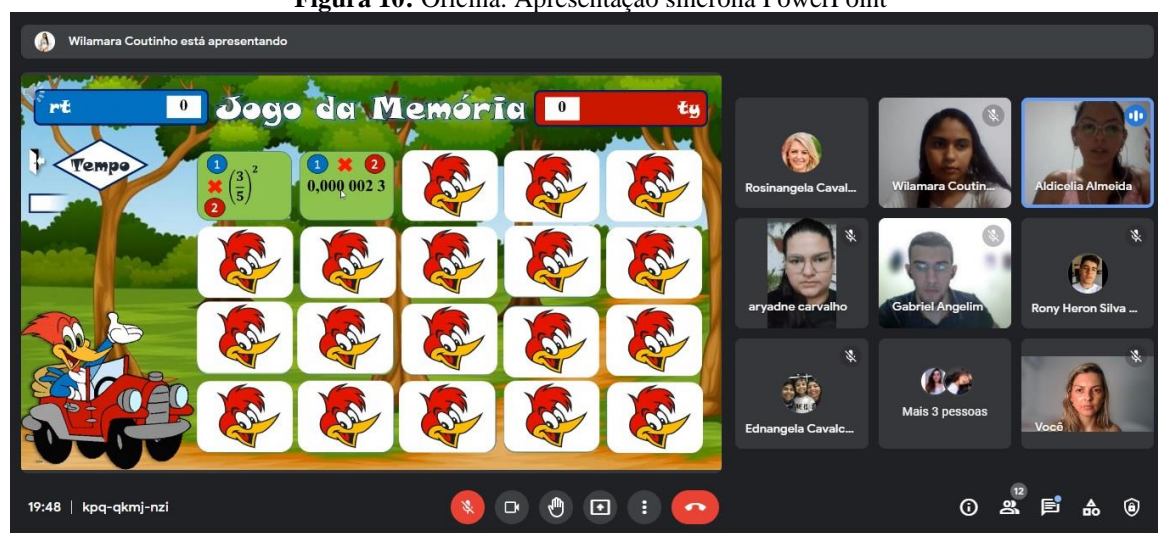 Figura 10: Oficina. Apresentação síncrona PowerPoint
Wilamara Coutinho está apresentando
rt 0 Jogo da Memória 0 ty
Tempo
1 2 (3/5)²
1 2
0,000 002 3
Rosinangela Caval...
Wilamara Coutin...
Aldicelia Almeida
aryadne carvalho
Gabriel Angelim
Rony Heron Silva ...
Ednangela Cavalc...
Mais 3 pessoas
Você
19:48 | kpq-qkmj-nzi
12